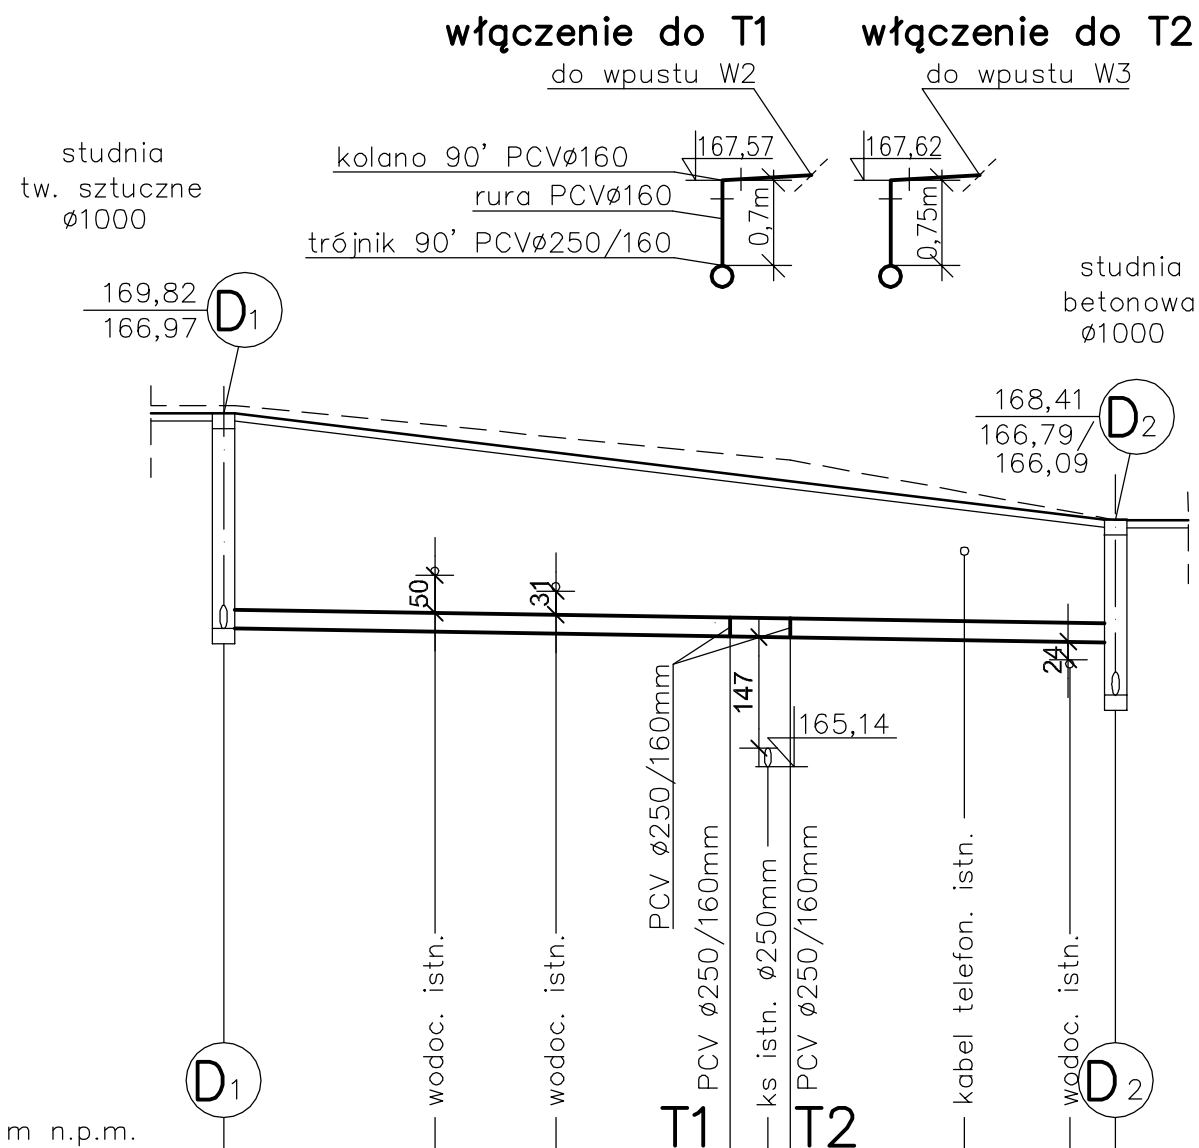 włączenie do T1
włączenie do T2
do wpustu W2
do wpustu W3
studnia
tw. sztuczne
ø1000
kolano 90' PCVø160
rura PCVø160
trójnik 90' PCVø250/160
167,57
0,7m
167,62
0,75m
studnia
betonowa
ø1000
169,82
166,97
D1
168,41
166,79/
166,09
D2
50
31
24
147
165,14
PCV ø250/160mm
wodoc. istn.
wodoc. istn.
PCV ø250/160mm
ks istn. ø250mm
PCV ø250/160mm
kabel telefon. istn.
wodoc. istn.
D1
T1
T2
D2
m n.p.m.